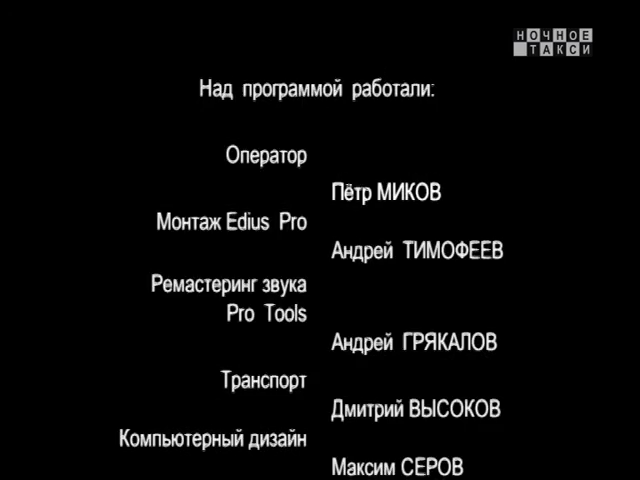 НОЧНОЕ
ТАКСИ
Над программой работали:
Оператор
Пётр МИКОВ
Монтаж Edius Pro
Андрей ТИМОФЕЕВ
Ремастеринг звука
Pro Tools
Андрей ГРЯКАЛОВ
Транспорт
Дмитрий ВЫСОКОВ
Компьютерный дизайн
Максим СЕРОВ